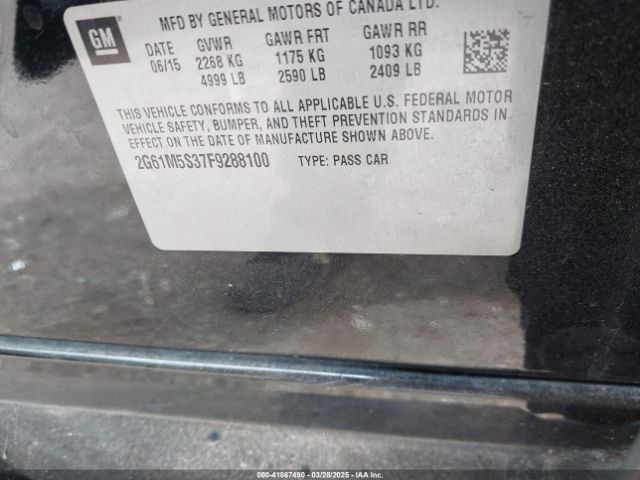 MFD BY GENERAL MOTORS OF CANADA LTD.
GM
DATE GVWR GAWR FRT GAWR RR
06/15 2268 KG 1175 KG 1093 KG
4999 LB 2590 LB 2409 LB
THIS VEHICLE CONFORMS TO ALL APPLICABLE U.S. FEDERAL MOTOR
VEHICLE SAFETY, BUMPER, AND THEFT PREVENTION STANDARDS IN
EFFECT ON THE DATE OF MANUFACTURE SHOWN ABOVE.
2G61M5S37F9288100 TYPE: PASS CAR
000-41867490 - 03/28/2025 - IAA Inc.